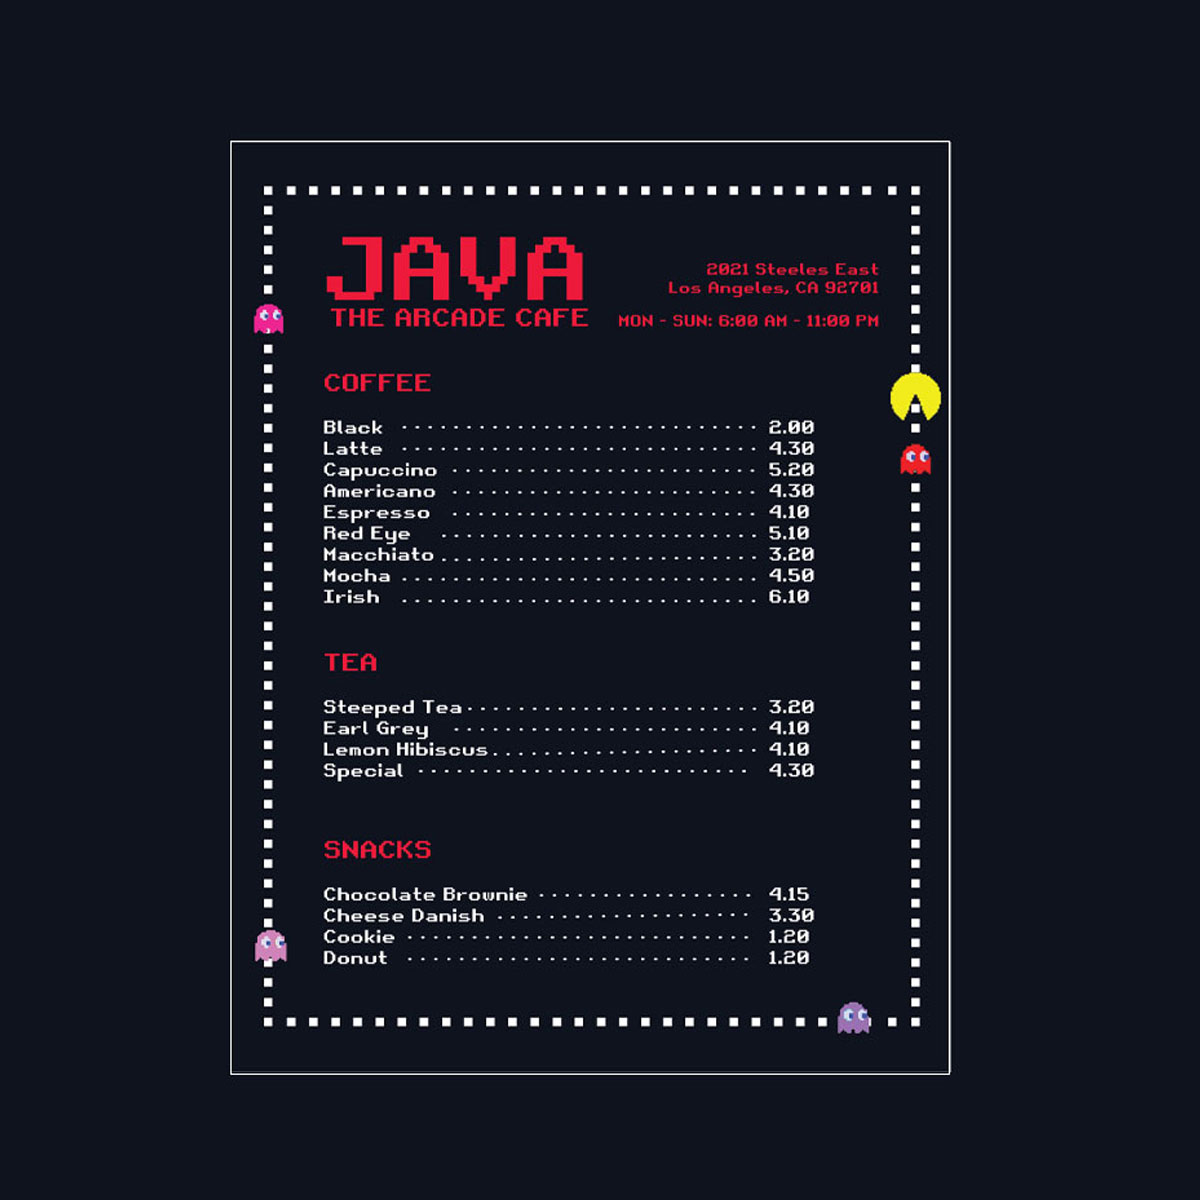 JAVA
THE ARCADE CAFE
2021 Steeles East
Los Angeles, CA 92701
MON - SUN: 6:00 AM - 11:00 PM
COFFEE
Black 2.00
Latte 4.30
Capuccino 5.20
Americano 4.30
Espresso 4.10
Red Eye 5.10
Macchiato 3.20
Mocha 4.50
Irish 6.10
TEA
Steeped Tea 3.20
Earl Grey 4.10
Lemon Hibiscus 4.10
Special 4.30
SNACKS
Chocolate Brownie 4.15
Cheese Danish 3.30
Cookie 1.20
Donut 1.20